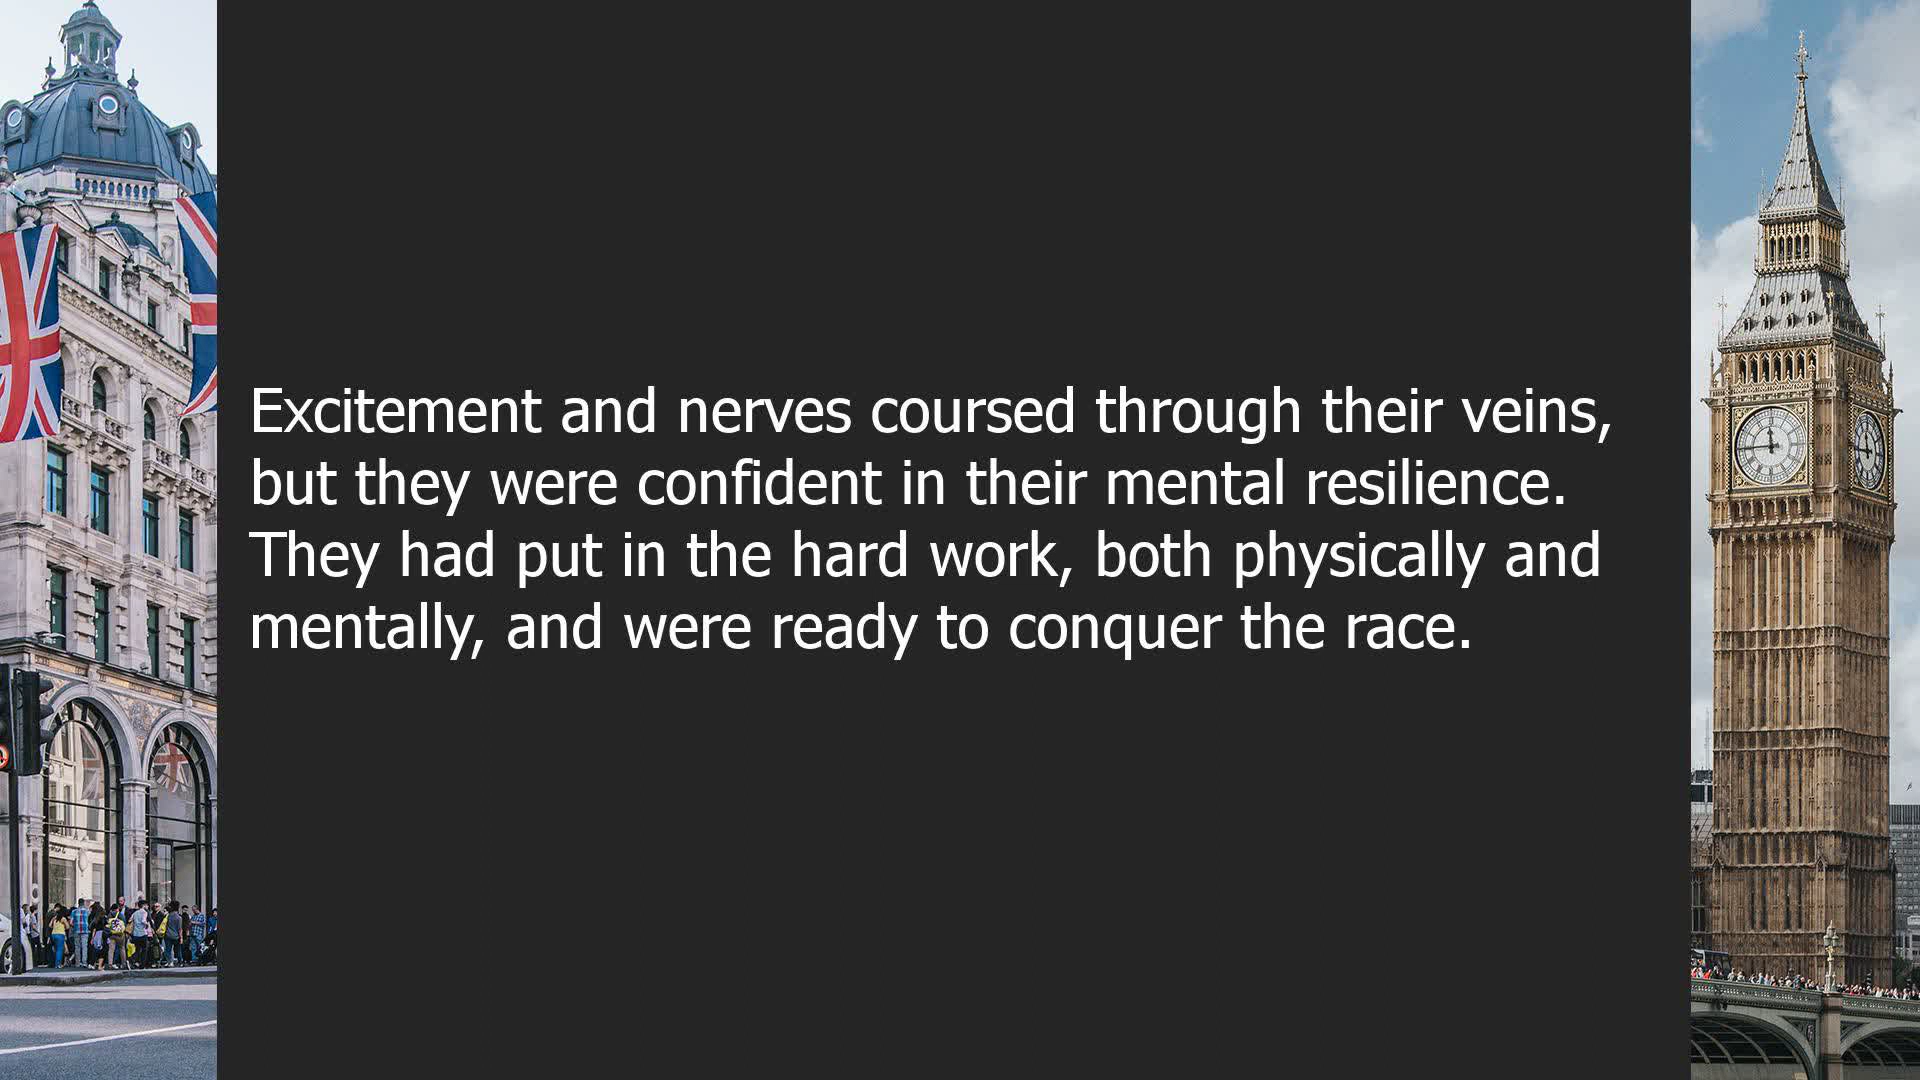 Excitement and nerves coursed through their veins,
but they were confident in their mental resilience.
They had put in the hard work, both physically and
mentally, and were ready to conquer the race.